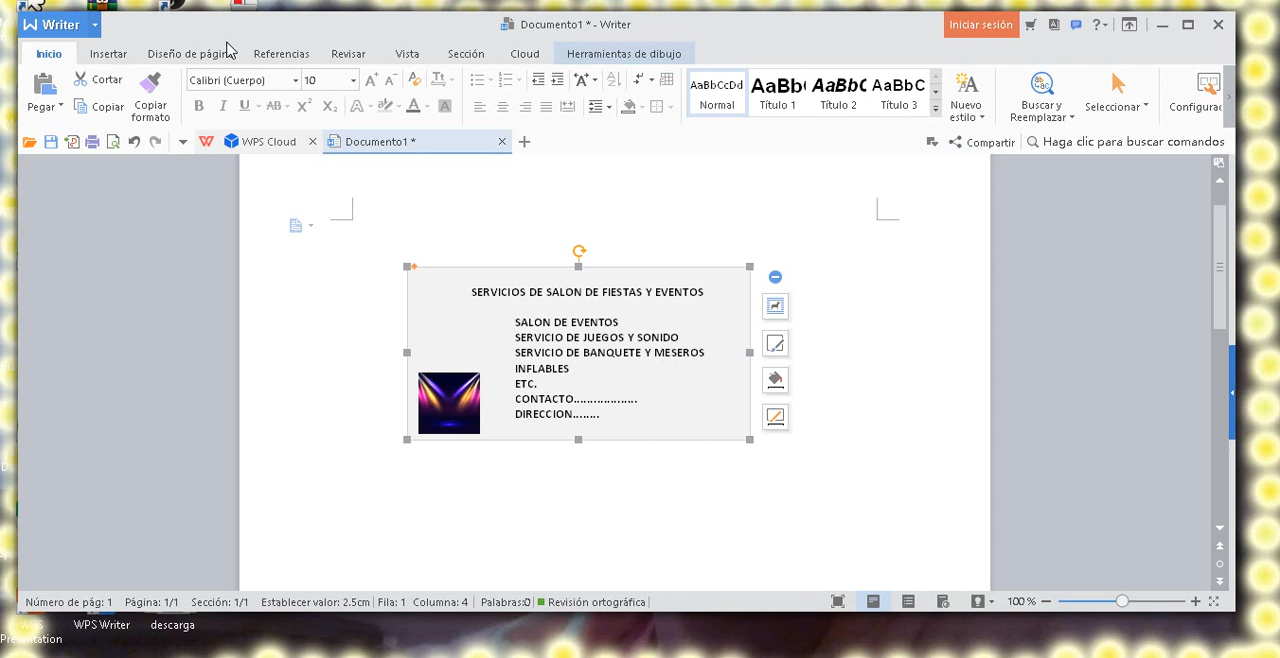 Writer
Documento1 * - Writer
Iniciar sesión
Inicio
Insertar
Diseño de página
Referencias
Revisar
Vista
Sección
Cloud
Herramientas de dibujo
Pegar
Cortar
Copiar
Copiar
formato
Calibri (Cuerpo)
10
AaBbCcDd
Normal
AaBb(
Título 1
AaBbC
Título 2
AaBbC
Título 3
Nuevo
estilo
Buscar y
Reemplazar
Seleccionar
Configura
WPS Cloud
Documento1 *
Compartir
Haga clic para buscar comandos
SERVICIOS DE SALON DE FIESTAS Y EVENTOS
SALON DE EVENTOS
SERVICIO DE JUEGOS Y SONIDO
SERVICIO DE BANQUETE Y MESEROS
INFLABLES
ETC.
CONTACTO...................
DIRECCION........
Número de pág: 1
Página: 1/1
Sección: 1/1
Establecer valor: 2.5cm
Fila: 1
Columna: 4
Palabras:0
Revisión ortográfica
100 %
WPS
Presentation
WPS Writer
descarga